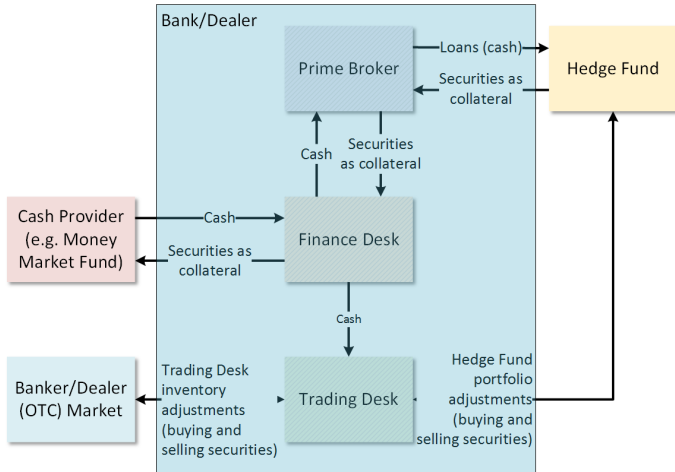 Bank/Dealer
Prime Broker
Loans (cash)
Hedge Fund
Securities as
collateral
Cash
Securities
as collateral
Cash Provider
(e.g. Money
Market Fund)
Cash
Securities as
collateral
Finance Desk
Cash
Banker/Dealer
(OTC) Market
Trading Desk
inventory
adjustments
(buying and
selling securities)
Trading Desk
Hedge Fund
portfolio
adjustments
(buying and
selling securities)